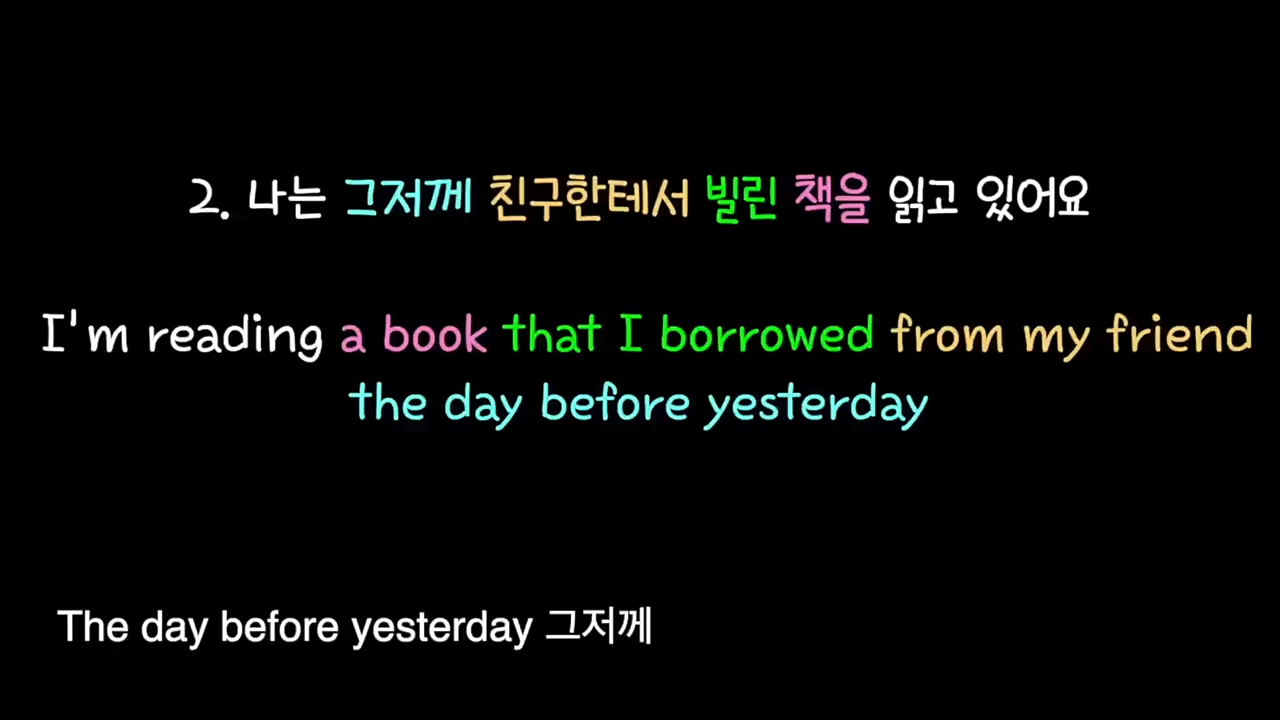 2. 나는 그저께 친구한테서 빌린 책을 읽고 있어요
I'm reading a book that I borrowed from my friend
the day before yesterday
The day before yesterday 그저께